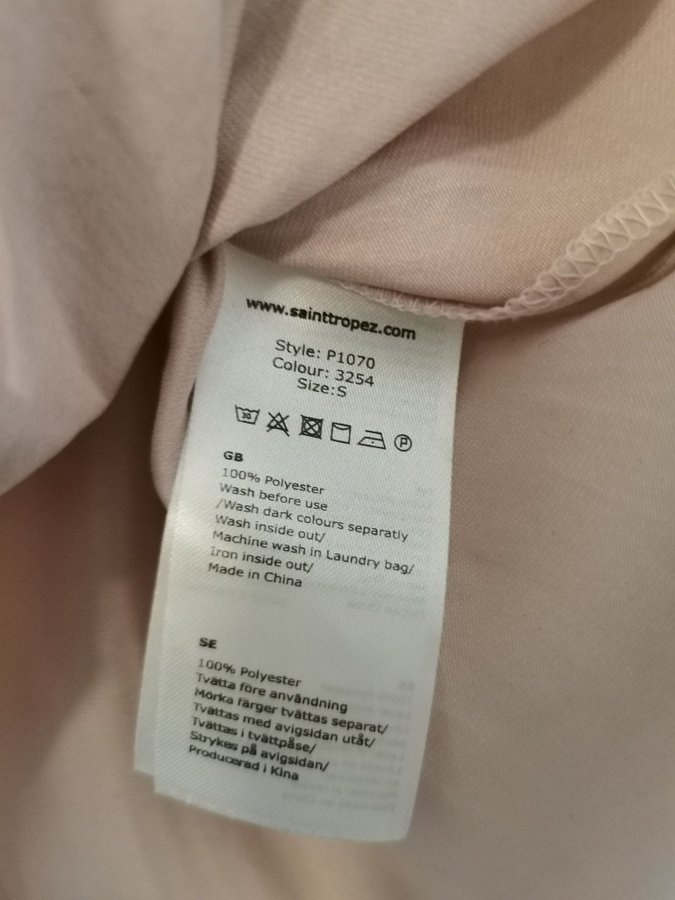 www.sainttropez.com
Style: P1070
Colour: 3254
Size:S
30 P
GB
100% Polyester
Wash before use
/Wash dark colours separatly
Wash inside out/
Machine wash in Laundry bag/
Iron inside out/
Made in China
SE
100% Polyester
Tvätta före användning
Mörka färger tvättas separat/
Tvättas med avigsidan utåt/
Tvättas i tvättpåse/
Strykes på avigsidan/
Producerad i Kina